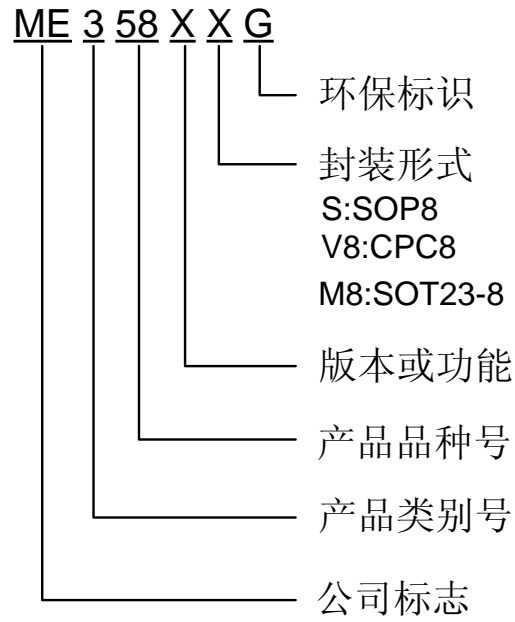 ME 3 58 X X G
环保标识
封装形式
S:SOP8
V8:CPC8
M8:SOT23-8
版本或功能
产品品种号
产品类别号
公司标志